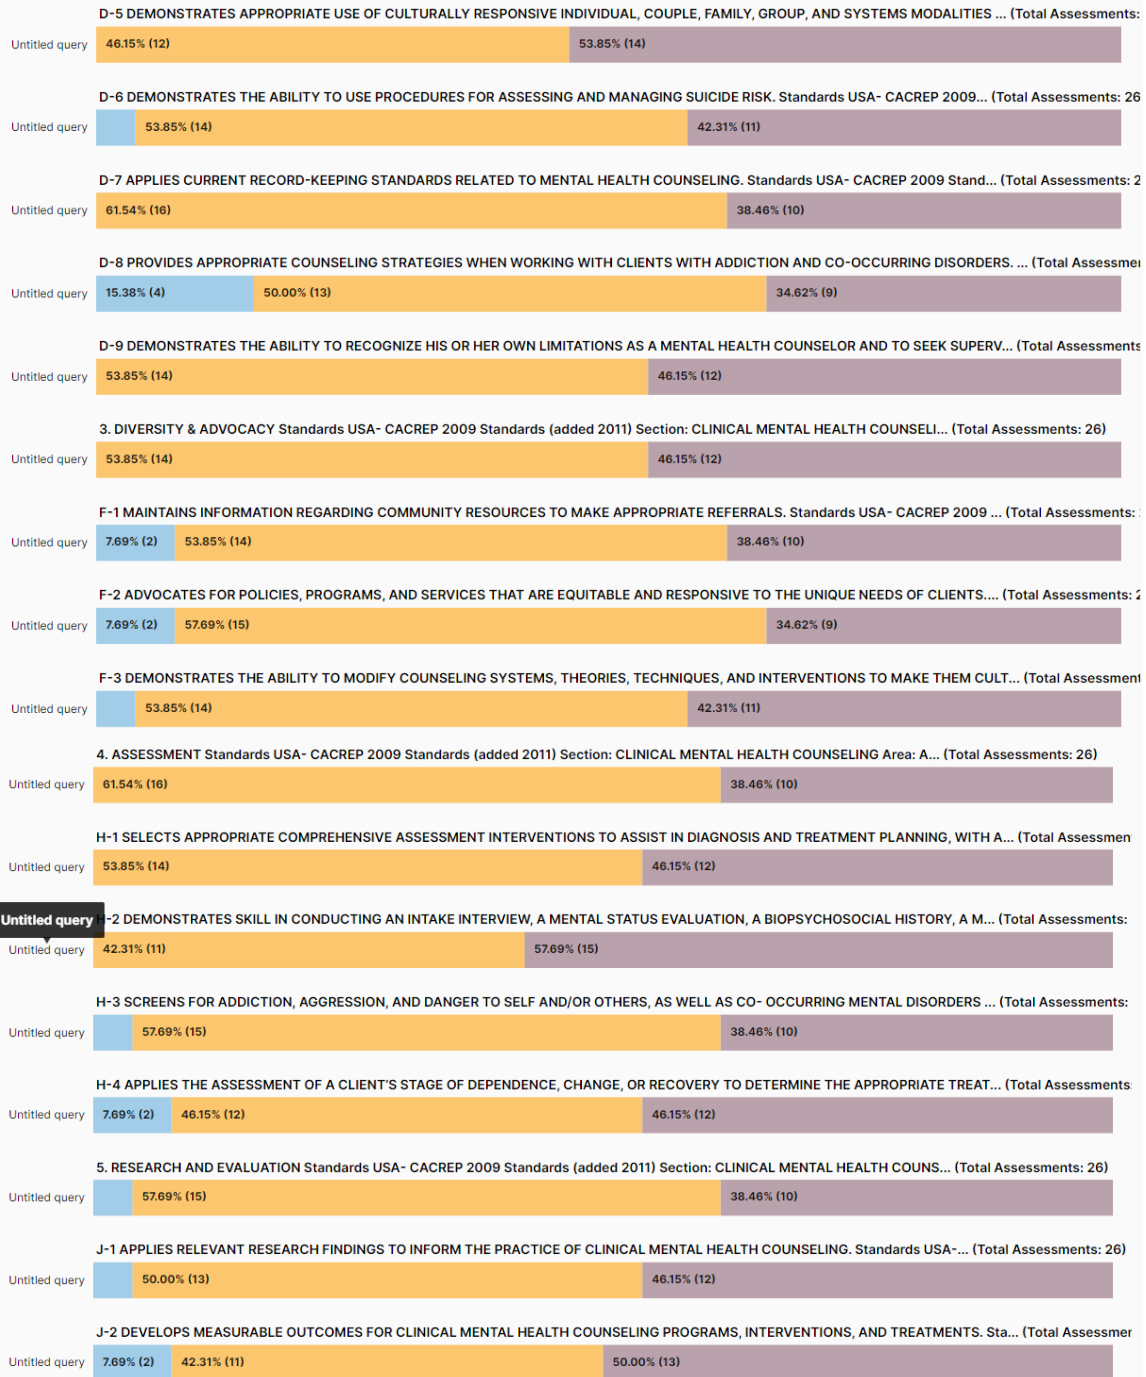 D-5 DEMONSTRATES APPROPRIATE USE OF CULTURALLY RESPONSIVE INDIVIDUAL, COUPLE, FAMILY, GROUP, AND SYSTEMS MODALITIES ... (Total Assessments:
Untitled query 46.15% (12) 53.85% (14)
D-6 DEMONSTRATES THE ABILITY TO USE PROCEDURES FOR ASSESSING AND MANAGING SUICIDE RISK. Standards USA- CACREP 2009... (Total Assessments: 26
Untitled query 53.85% (14) 42.31% (11)
D-7 APPLIES CURRENT RECORD-KEEPING STANDARDS RELATED TO MENTAL HEALTH COUNSELING. Standards USA- CACREP 2009 Stand... (Total Assessments: 2
Untitled query 61.54% (16) 38.46% (10)
D-8 PROVIDES APPROPRIATE COUNSELING STRATEGIES WHEN WORKING WITH CLIENTS WITH ADDICTION AND CO-OCCURRING DISORDERS. ... (Total Assessmer
Untitled query 15.38% (4) 50.00% (13) 34.62% (9)
D-9 DEMONSTRATES THE ABILITY TO RECOGNIZE HIS OR HER OWN LIMITATIONS AS A MENTAL HEALTH COUNSELOR AND TO SEEK SUPERV... (Total Assessments
Untitled query 53.85% (14) 46.15% (12)
3. DIVERSITY & ADVOCACY Standards USA- CACREP 2009 Standards (added 2011) Section: CLINICAL MENTAL HEALTH COUNSELI... (Total Assessments: 26)
Untitled query 53.85% (14) 46.15% (12)
F-1 MAINTAINS INFORMATION REGARDING COMMUNITY RESOURCES TO MAKE APPROPRIATE REFERRALS. Standards USA- CACREP 2009 ... (Total Assessments:
Untitled query 7.69% (2) 53.85% (14) 38.46% (10)
F-2 ADVOCATES FOR POLICIES, PROGRAMS, AND SERVICES THAT ARE EQUITABLE AND RESPONSIVE TO THE UNIQUE NEEDS OF CLIENTS.... (Total Assessments: 2
Untitled query 7.69% (2) 57.69% (15) 34.62% (9)
F-3 DEMONSTRATES THE ABILITY TO MODIFY COUNSELING SYSTEMS, THEORIES, TECHNIQUES, AND INTERVENTIONS TO MAKE THEM CULT... (Total Assessment
Untitled query 53.85% (14) 42.31% (11)
4. ASSESSMENT Standards USA- CACREP 2009 Standards (added 2011) Section: CLINICAL MENTAL HEALTH COUNSELING Area: A... (Total Assessments: 26)
Untitled query 61.54% (16) 38.46% (10)
H-1 SELECTS APPROPRIATE COMPREHENSIVE ASSESSMENT INTERVENTIONS TO ASSIST IN DIAGNOSIS AND TREATMENT PLANNING, WITH A... (Total Assessmen
Untitled query 53.85% (14) 46.15% (12)
Untitled query
H-2 DEMONSTRATES SKILL IN CONDUCTING AN INTAKE INTERVIEW, A MENTAL STATUS EVALUATION, A BIOPSYCHOSOCIAL HISTORY, A M... (Total Assessments:
Untitled query 42.31% (11) 57.69% (15)
H-3 SCREENS FOR ADDICTION, AGGRESSION, AND DANGER TO SELF AND/OR OTHERS, AS WELL AS CO- OCCURRING MENTAL DISORDERS ... (Total Assessments:
Untitled query 57.69% (15) 38.46% (10)
H-4 APPLIES THE ASSESSMENT OF A CLIENT'S STAGE OF DEPENDENCE, CHANGE, OR RECOVERY TO DETERMINE THE APPROPRIATE TREAT... (Total Assessments
Untitled query 7.69% (2) 46.15% (12) 46.15% (12)
5. RESEARCH AND EVALUATION Standards USA- CACREP 2009 Standards (added 2011) Section: CLINICAL MENTAL HEALTH COUNS... (Total Assessments: 26)
Untitled query 57.69% (15) 38.46% (10)
J-1 APPLIES RELEVANT RESEARCH FINDINGS TO INFORM THE PRACTICE OF CLINICAL MENTAL HEALTH COUNSELING. Standards USA-... (Total Assessments: 26)
Untitled query 50.00% (13) 46.15% (12)
J-2 DEVELOPS MEASURABLE OUTCOMES FOR CLINICAL MENTAL HEALTH COUNSELING PROGRAMS, INTERVENTIONS, AND TREATMENTS. Sta... (Total Assessmer
Untitled query 7.69% (2) 42.31% (11) 50.00% (13)